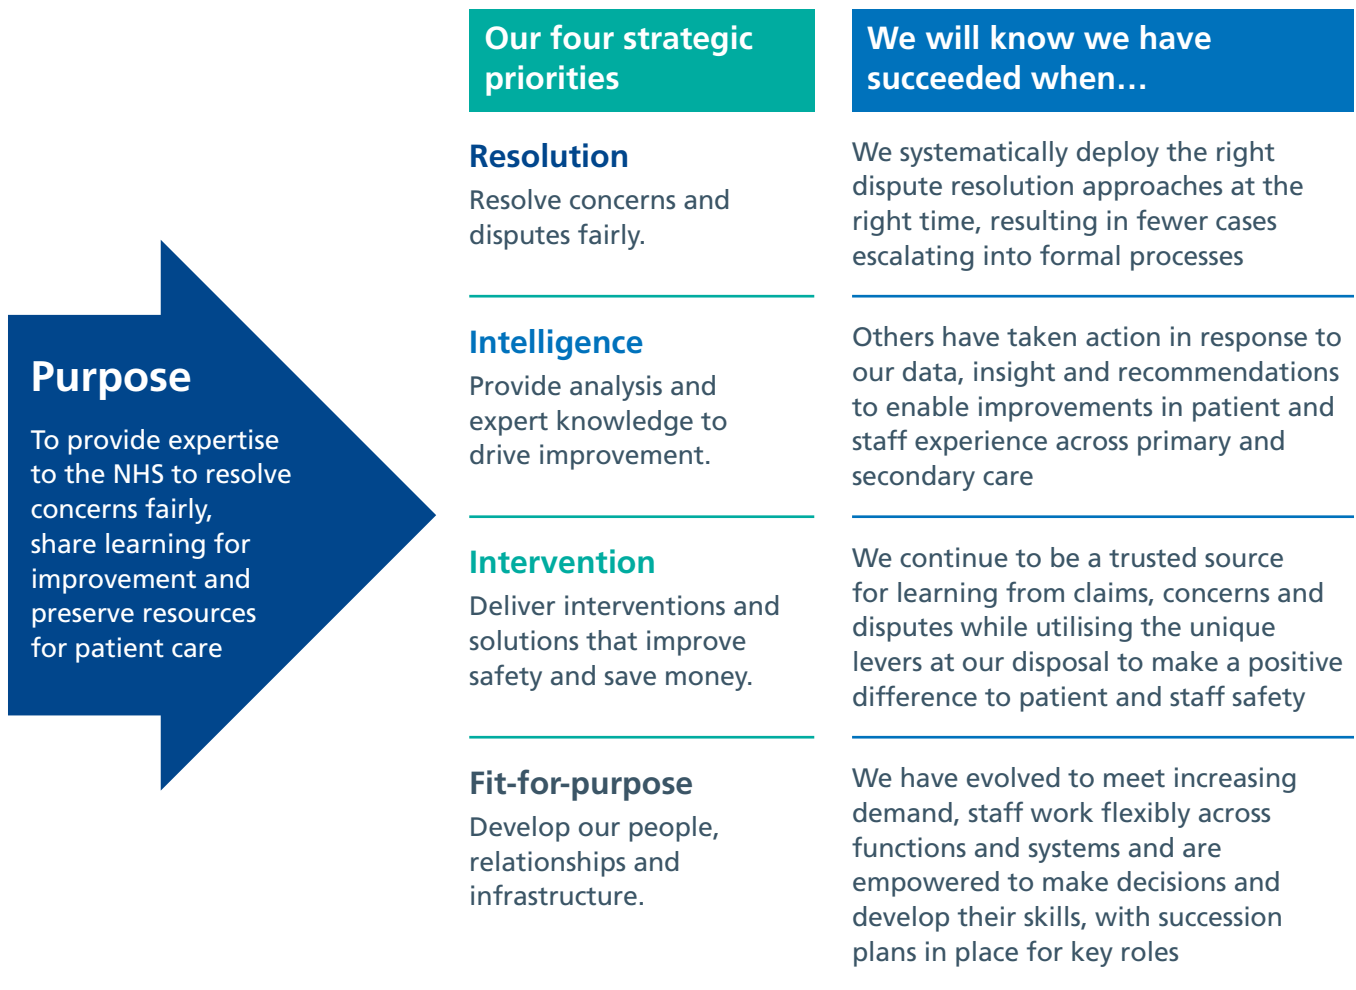 Purpose
To provide expertise
to the NHS to resolve
concerns fairly,
share learning for
improvement and
preserve resources
for patient care
Our four strategic
priorities
We will know we have
succeeded when…
Resolution
Resolve concerns and
disputes fairly.
We systematically deploy the right
dispute resolution approaches at the
right time, resulting in fewer cases
escalating into formal processes
Intelligence
Provide analysis and
expert knowledge to
drive improvement.
Others have taken action in response to
our data, insight and recommendations
to enable improvements in patient and
staff experience across primary and
secondary care
Intervention
Deliver interventions and
solutions that improve
safety and save money.
We continue to be a trusted source
for learning from claims, concerns and
disputes while utilising the unique
levers at our disposal to make a positive
difference to patient and staff safety
Fit-for-purpose
Develop our people,
relationships and
infrastructure.
We have evolved to meet increasing
demand, staff work flexibly across
functions and systems and are
empowered to make decisions and
develop their skills, with succession
plans in place for key roles